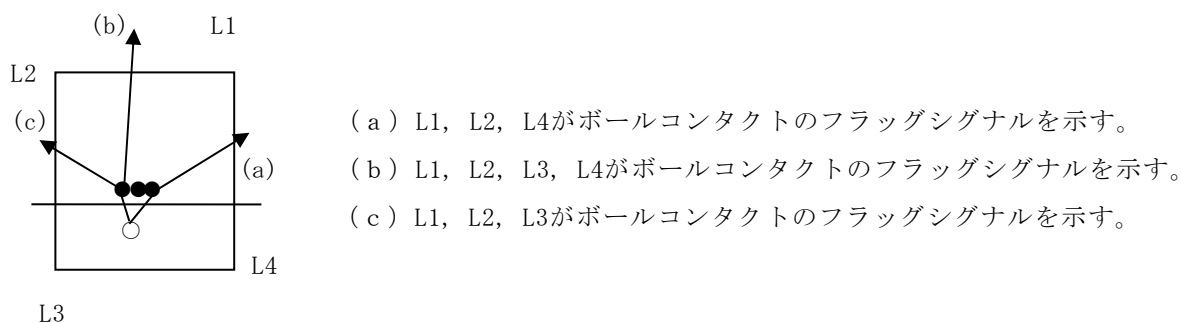 (b) L1
L2
(c)
(a)
L4
L3
(a) L1, L2, L4がボールコンタクトのフラッグシグナルを示す。
(b) L1, L2, L3, L4がボールコンタクトのフラッグシグナルを示す。
(c) L1, L2, L3がボールコンタクトのフラッグシグナルを示す。